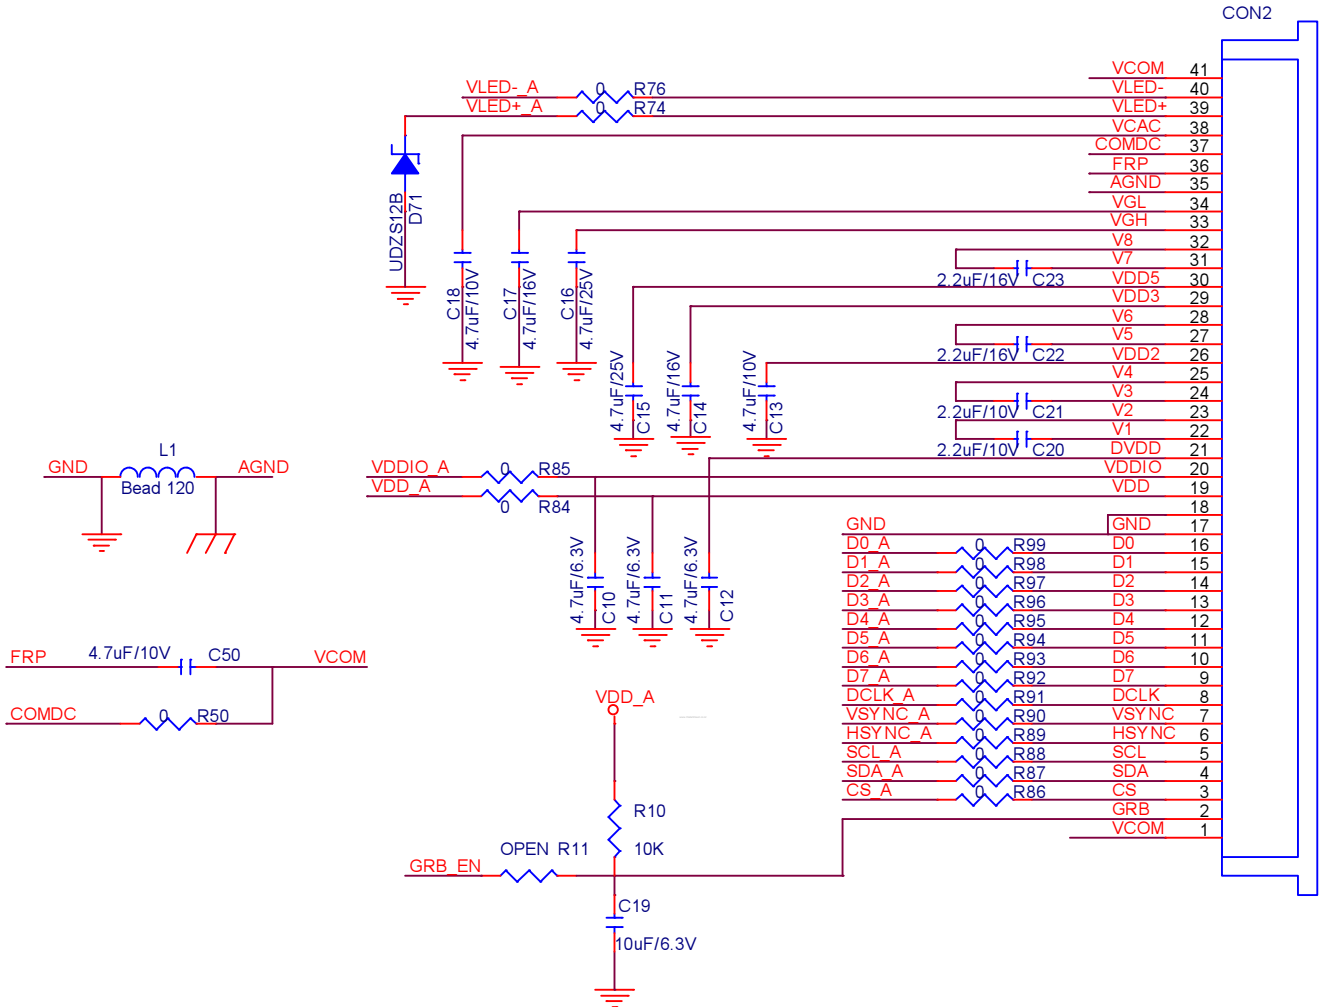 CON2
VCOM 41
VLED-_A 0 R76 VLED- 40
VLED+_A 0 R74 VLED+ 39
VCAC 38
COMDC 37
FRP 36
AGND 35
UDZS12B
D71
VGL 34
VGH 33
V8 32
V7 31
2.2uF/16V C23 VDD5 30
VDD3 29
C18
4.7uF/10V
C17
4.7uF/16V
C16
4.7uF/25V
V6 28
V5 27
2.2uF/16V C22 VDD2 26
V4 25
V3 24
2.2uF/10V C21 V2 23
V1 22
2.2uF/10V C20 DVDD 21
4.7uF/25V
C15
4.7uF/16V
C14
4.7uF/10V
C13
L1
GND AGND
Bead 120
VDDIO_A 0 R85 VDDIO 20
VDD_A VDD 19
0 R84
18
GND GND 17
D0_A 0 R99 D0 16
D1_A 0 R98 D1 15
D2_A 0 R97 D2 14
D3_A 0 R96 D3 13
D4_A 0 R95 D4 12
D5_A 0 R94 D5 11
D6_A 0 R93 D6 10
D7_A 0 R92 D7 9
DCLK_A 0 R91 DCLK 8
VSYNC_A 0 R90 VSYNC 7
HSYNC_A 0 R89 HSYNC 6
SCL_A 0 R88 SCL 5
SDA_A 0 R87 SDA 4
CS_A 0 R86 CS 3
GRB 2
VCOM 1
4.7uF/6.3V
C10
4.7uF/6.3V
C11
4.7uF/6.3V
C12
FRP 4.7uF/10V C50 VCOM
COMDC 0 R50
VDD_A
R10
10K
OPEN R11
GRB_EN
C19
10uF/6.3V